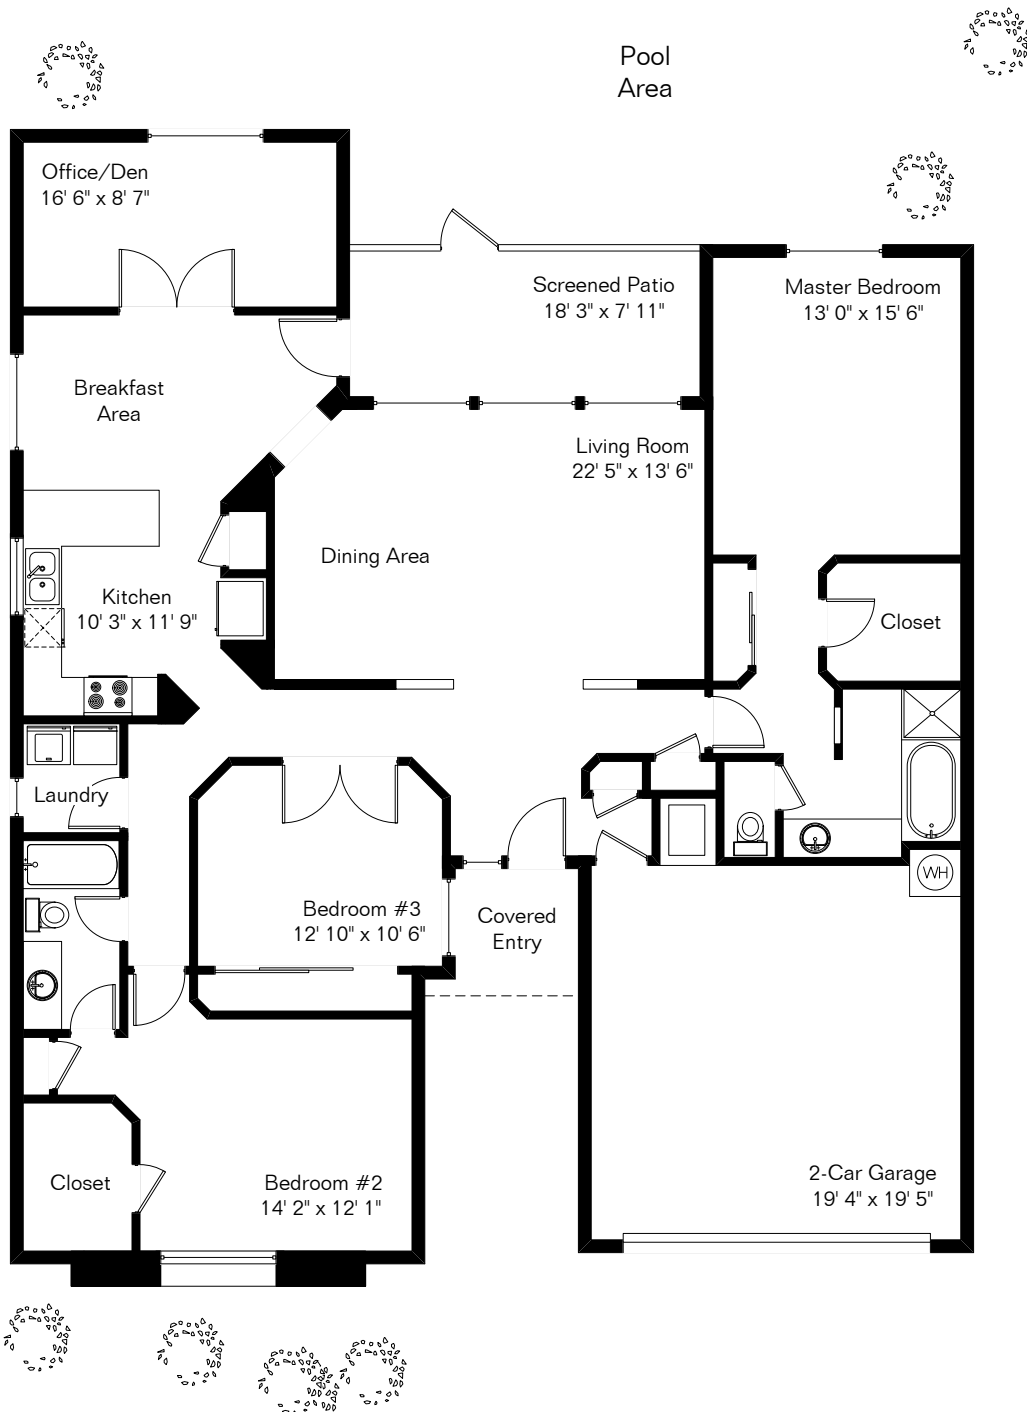 Pool
Area
Office/Den
16' 6" x 8' 7"
Screened Patio
18' 3" x 7' 11"
Master Bedroom
13' 0" x 15' 6"
Breakfast
Area
Living Room
22' 5" x 13' 6"
Dining Area
Kitchen
10' 3" x 11' 9"
Closet
Laundry
WH
Bedroom #3
12' 10" x 10' 6"
Covered
Entry
Closet
Bedroom #2
14' 2" x 12' 1"
2-Car Garage
19' 4" x 19' 5"